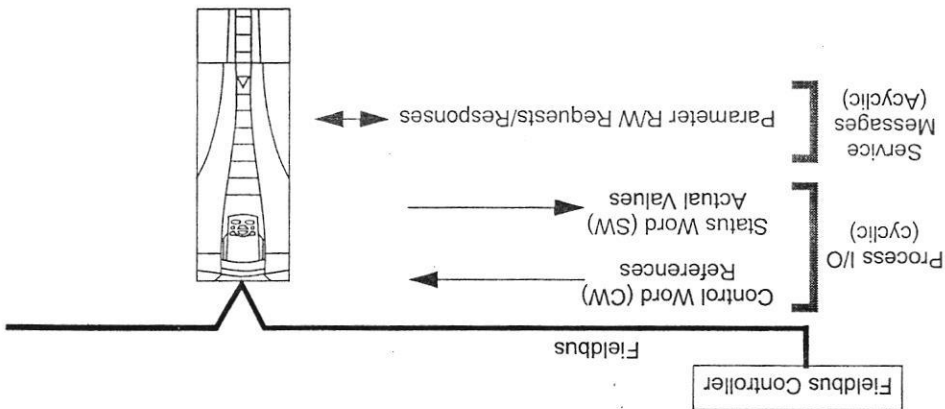 Fieldbus Controller
Fieldbus
Process I/O
(cyclic)
Control Word (CW)
References
Status Word (SW)
Actual Values
Service
Messages
(Acyclic)
Parameter R/W Requests/Responses